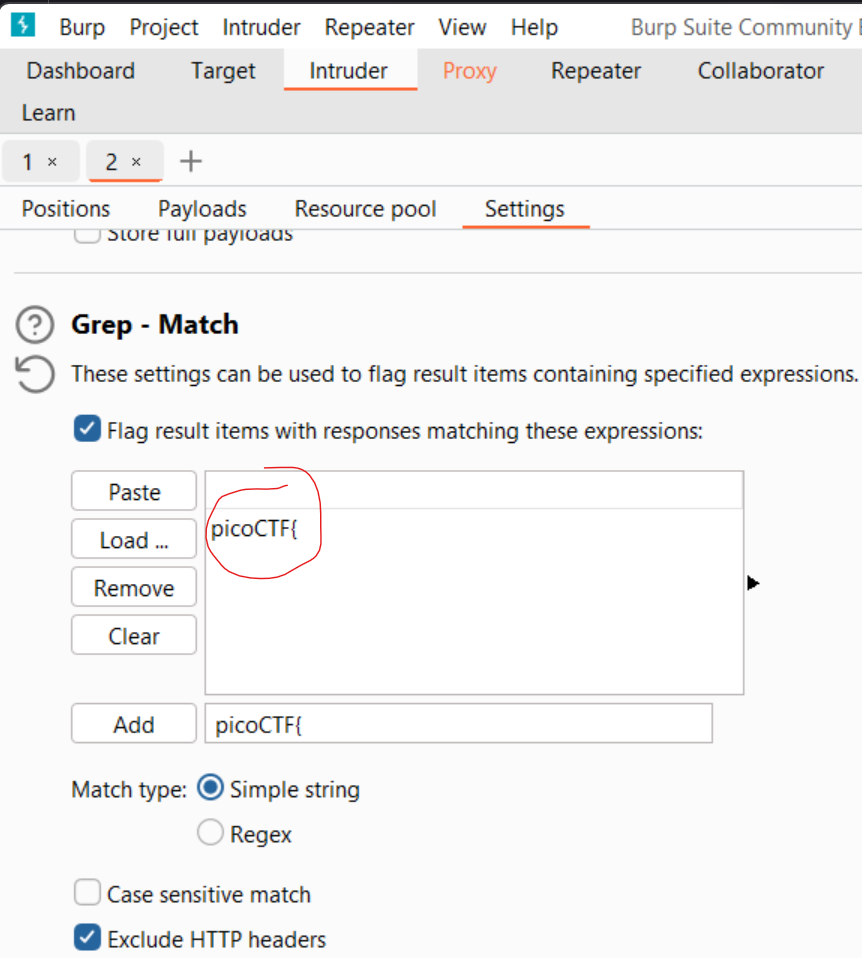 Burp Project Intruder Repeater View Help Burp Suite Community
Dashboard Target Intruder Proxy Repeater Collaborator
Learn
1 × 2 × +
Positions Payloads Resource pool Settings
Store full payloads
Grep - Match
These settings can be used to flag result items containing specified expressions.
Flag result items with responses matching these expressions:
Paste
picoCTF{
Load ...
Remove
Clear
Add picoCTF{
Match type: Simple string
Regex
Case sensitive match
Exclude HTTP headers